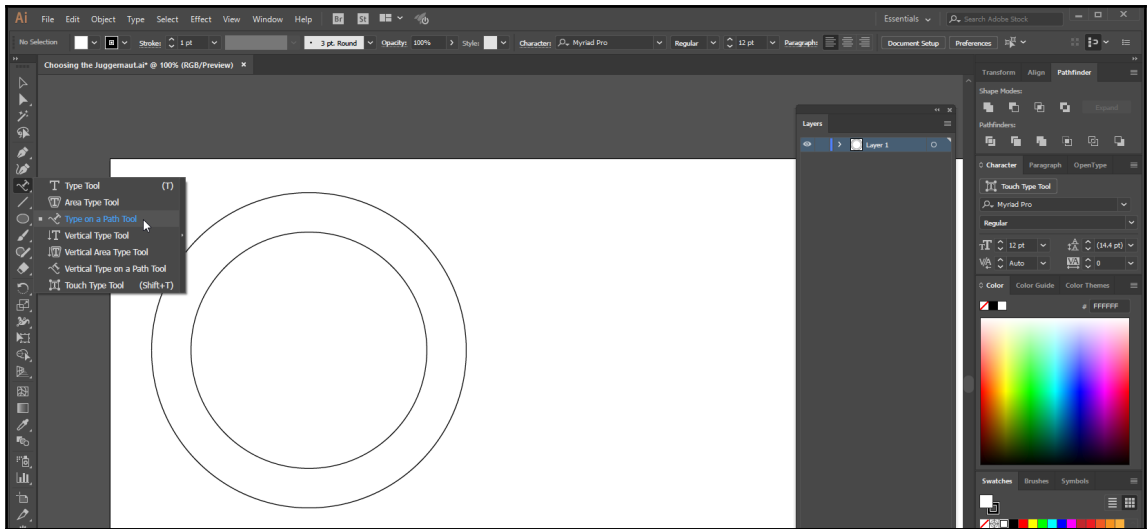 Ai File Edit Object Type Select Effect View Window Help Br St Essentials Search Adobe Stock
No Selection Stroke: 1 pt 3 pt. Round Opacity: 100% Style: Character: Myriad Pro Regular 12 pt Paragraph: Document Setup Preferences
Choosing the Juggernaut.ai* @ 100% (RGB/Preview) ×
Transform Align Pathfinder
Shape Modes:
Expand
Pathfinders:
Layers
Layer 1
Type Tool (T)
Area Type Tool
Type on a Path Tool
Vertical Type Tool
Vertical Area Type Tool
Vertical Type on a Path Tool
Touch Type Tool (Shift+T)
Character Paragraph OpenType
Touch Type Tool
Myriad Pro
Regular
12 pt (14.4 pt)
Auto 0
Color Color Guide Color Themes
# FFFFFF
Swatches Brushes Symbols